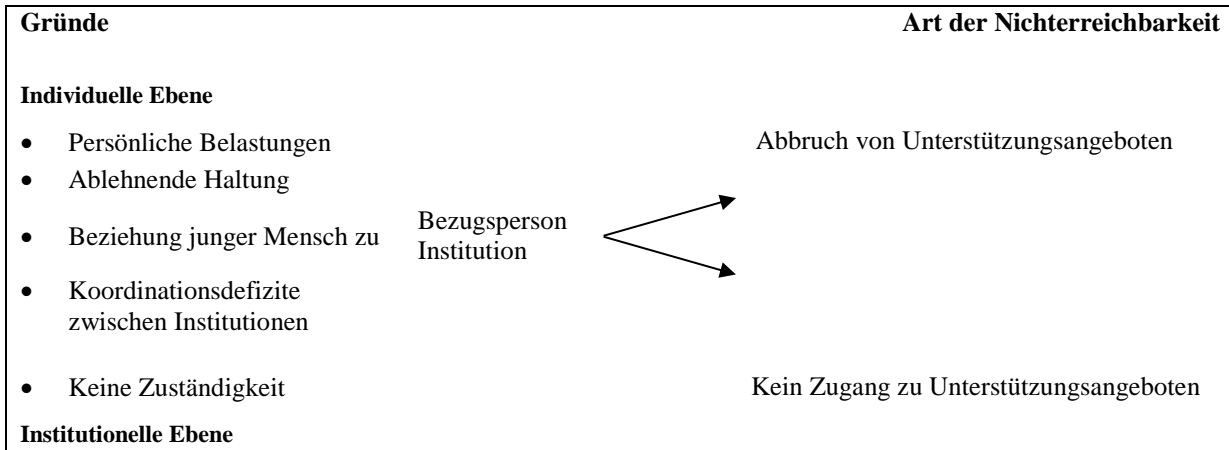 Gründe Art der Nichterreichbarkeit
Individuelle Ebene
• Persönliche Belastungen Abbruch von Unterstützungsangeboten
• Ablehnende Haltung
• Beziehung junger Mensch zu Bezugsperson
Institution
• Koordinationsdefizite
zwischen Institutionen
• Keine Zuständigkeit Kein Zugang zu Unterstützungsangeboten
Institutionelle Ebene